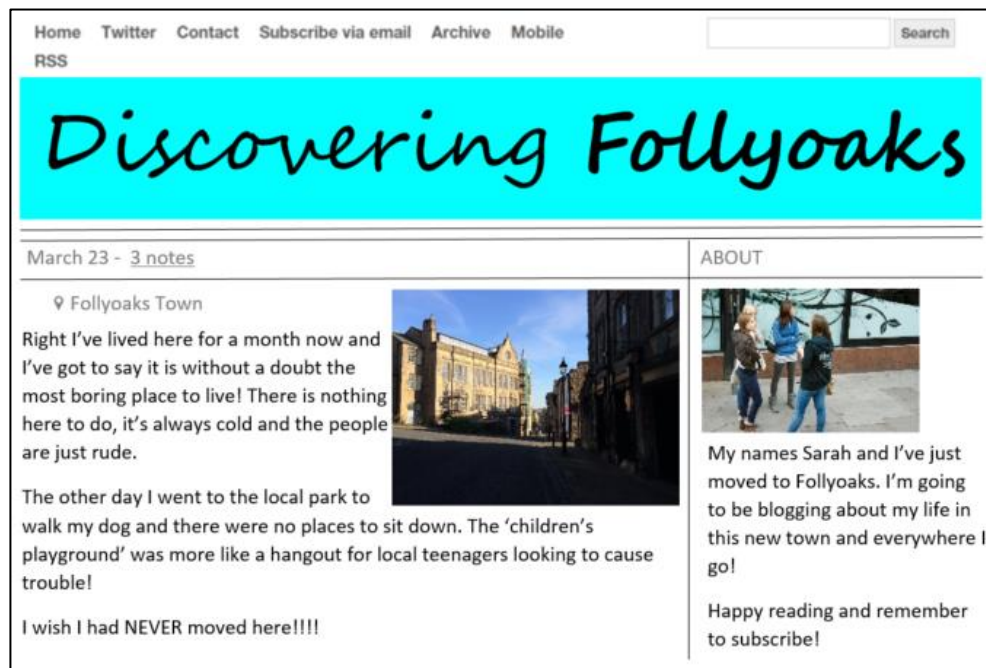 Home Twitter Contact Subscribe via email Archive Mobile
RSS
Search
Discovering Follyoaks
March 23 - 3 notes
Follyoaks Town
Right I've lived here for a month now and
I've got to say it is without a doubt the
most boring place to live! There is nothing
here to do, it's always cold and the people
are just rude.
The other day I went to the local park to
walk my dog and there were no places to sit down. The 'children's
playground' was more like a hangout for local teenagers looking to cause
trouble!
I wish I had NEVER moved here!!!!
ABOUT
My names Sarah and I've just
moved to Follyoaks. I'm going
to be blogging about my life in
this new town and everywhere I
go!
Happy reading and remember
to subscribe!